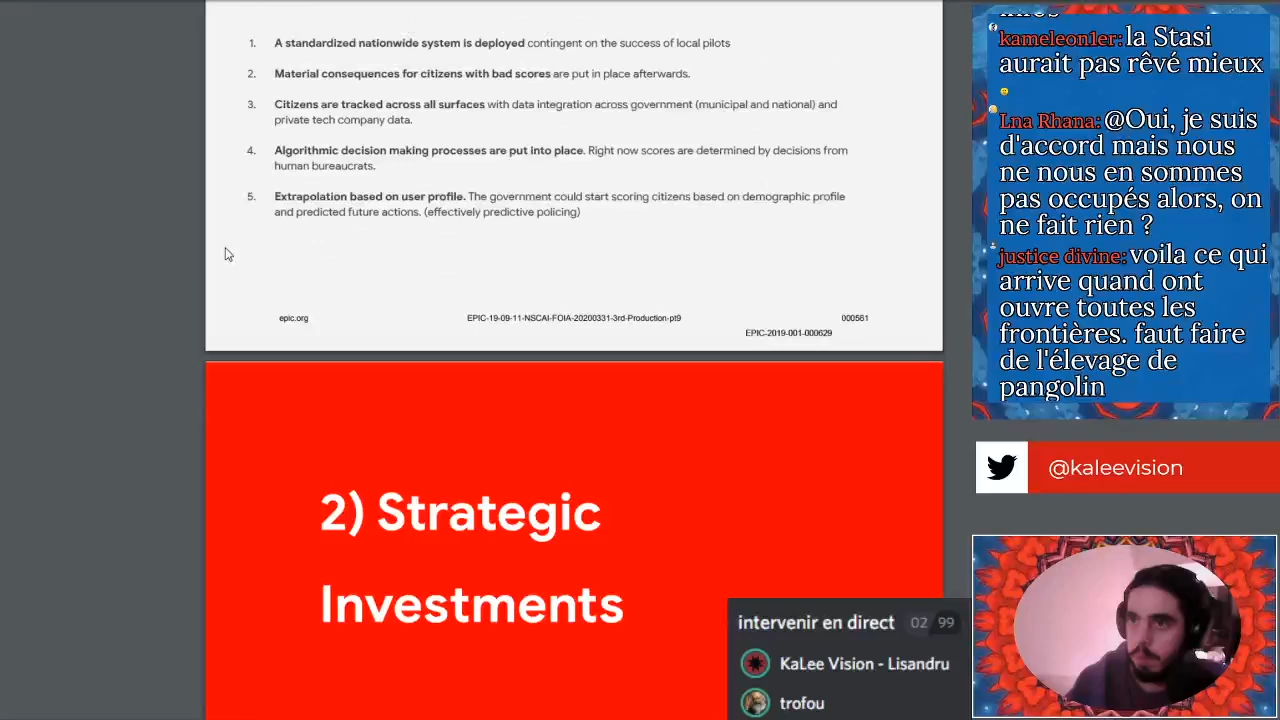 1. A standardized nationwide system is deployed contingent on the success of local pilots
2. Material consequences for citizens with bad scores are put in place afterwards.
3. Citizens are tracked across all surfaces with data integration across government (municipal and national) and
private tech company data.
4. Algorithmic decision making processes are put into place. Right now scores are determined by decisions from
human bureaucrats.
5. Extrapolation based on user profile. The government could start scoring citizens based on demographic profile
and predicted future actions. (effectively predictive policing)
epic.org
EPIC-19-09-11-NSCAI-FOIA-20200331-3rd-Production-pt9
000561
EPIC-2019-001-000629
2) Strategic
Investments
kameleon1er: la Stasi
aurait pas rêvé mieux
Lna Rhana: @Oui, je suis
d'accord mais nous
ne nous en sommes
pas occupés alors, on
ne fait rien ?
justice divine: voila ce qui
arrive quand ont
ouvre toutes les
frontières. faut faire
de l'élevage de
pangolin
@kaleevision
intervenir en direct 02 99
KaLee Vision - Lisandru
trofou